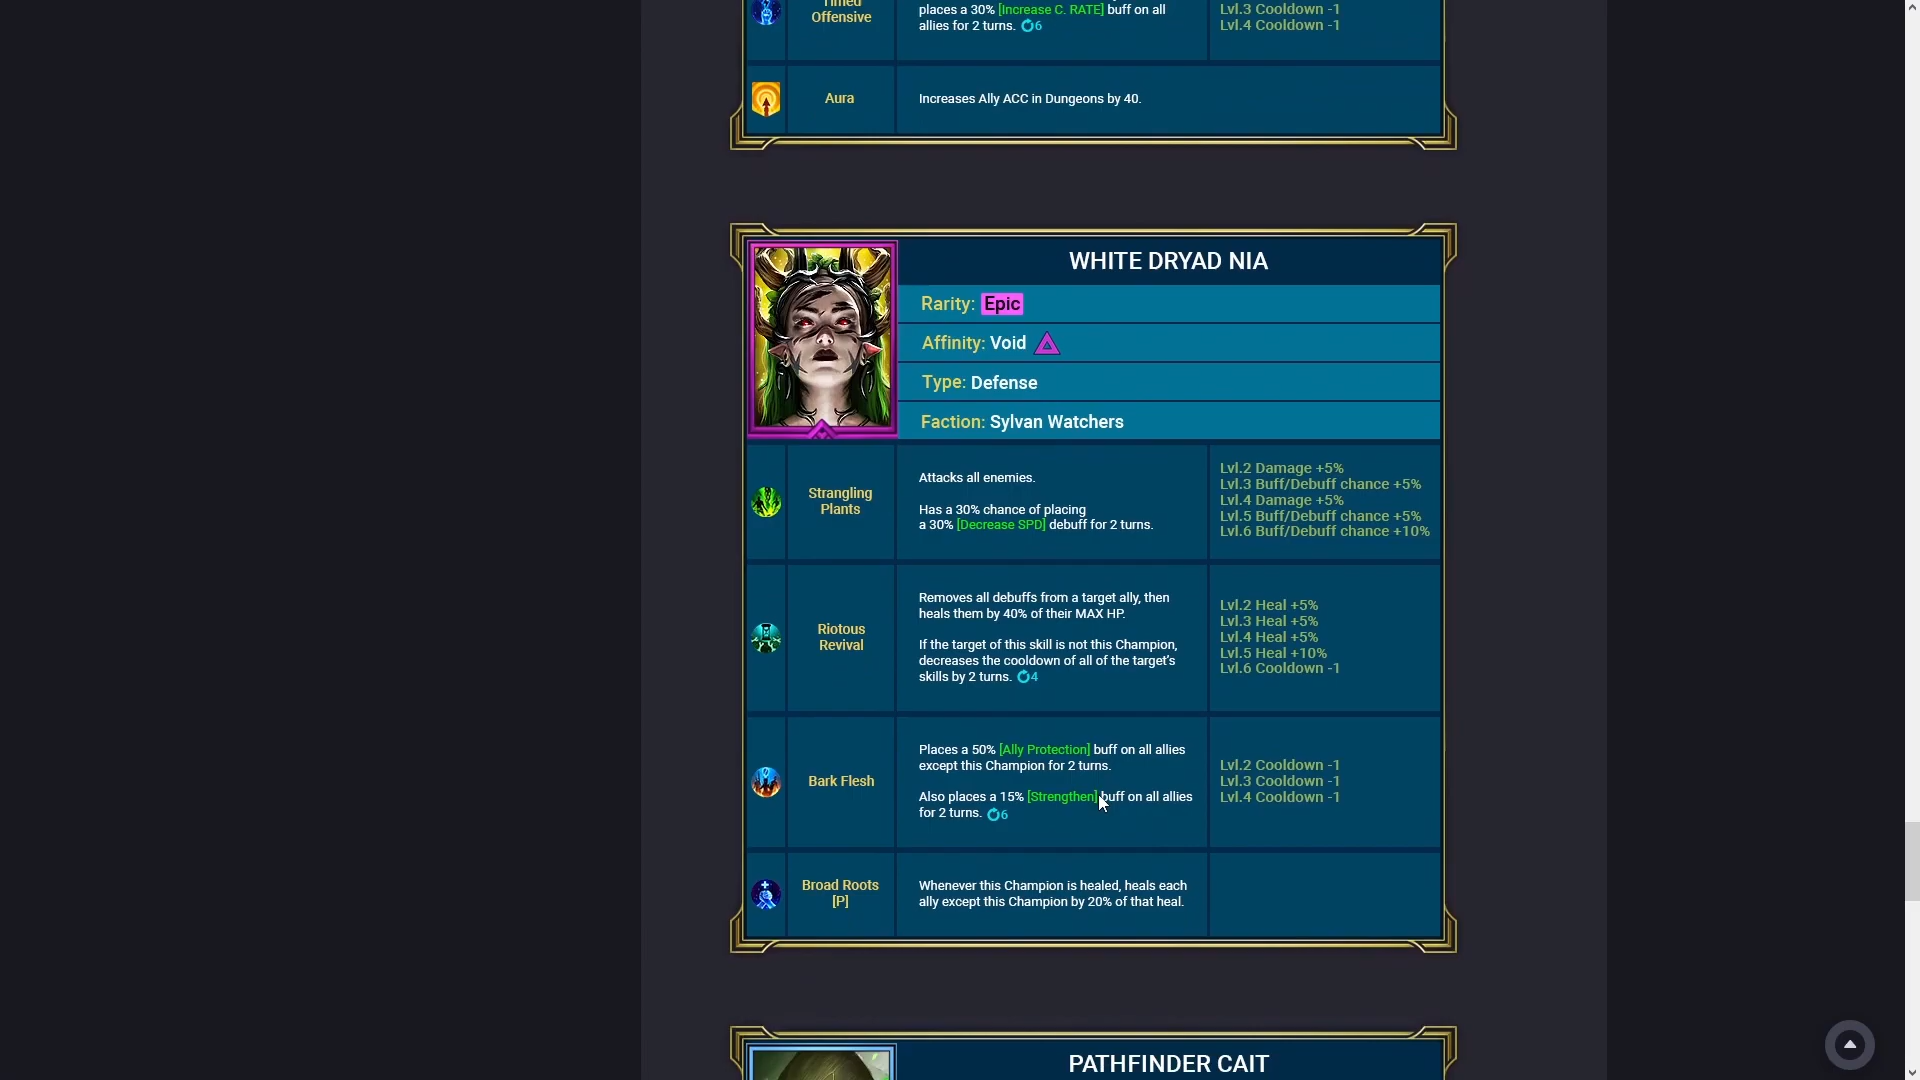 Timed
Offensive
places a 30% [Increase C. RATE] buff on all
allies for 2 turns. 6
Lvl.3 Cooldown -1
Lvl.4 Cooldown -1
Aura
Increases Ally ACC in Dungeons by 40.
WHITE DRYAD NIA
Rarity: Epic
Affinity: Void
Type: Defense
Faction: Sylvan Watchers
Strangling
Plants
Attacks all enemies.
Has a 30% chance of placing
a 30% [Decrease SPD] debuff for 2 turns.
Lvl.2 Damage +5%
Lvl.3 Buff/Debuff chance +5%
Lvl.4 Damage +5%
Lvl.5 Buff/Debuff chance +5%
Lvl.6 Buff/Debuff chance +10%
Riotous
Revival
Removes all debuffs from a target ally, then
heals them by 40% of their MAX HP.
If the target of this skill is not this Champion,
decreases the cooldown of all of the target's
skills by 2 turns. 4
Lvl.2 Heal +5%
Lvl.3 Heal +5%
Lvl.4 Heal +5%
Lvl.5 Heal +10%
Lvl.6 Cooldown -1
Bark Flesh
Places a 50% [Ally Protection] buff on all allies
except this Champion for 2 turns.
Also places a 15% [Strengthen] buff on all allies
for 2 turns. 6
Lvl.2 Cooldown -1
Lvl.3 Cooldown -1
Lvl.4 Cooldown -1
Broad Roots
[P]
Whenever this Champion is healed, heals each
ally except this Champion by 20% of that heal.
PATHFINDER CAIT